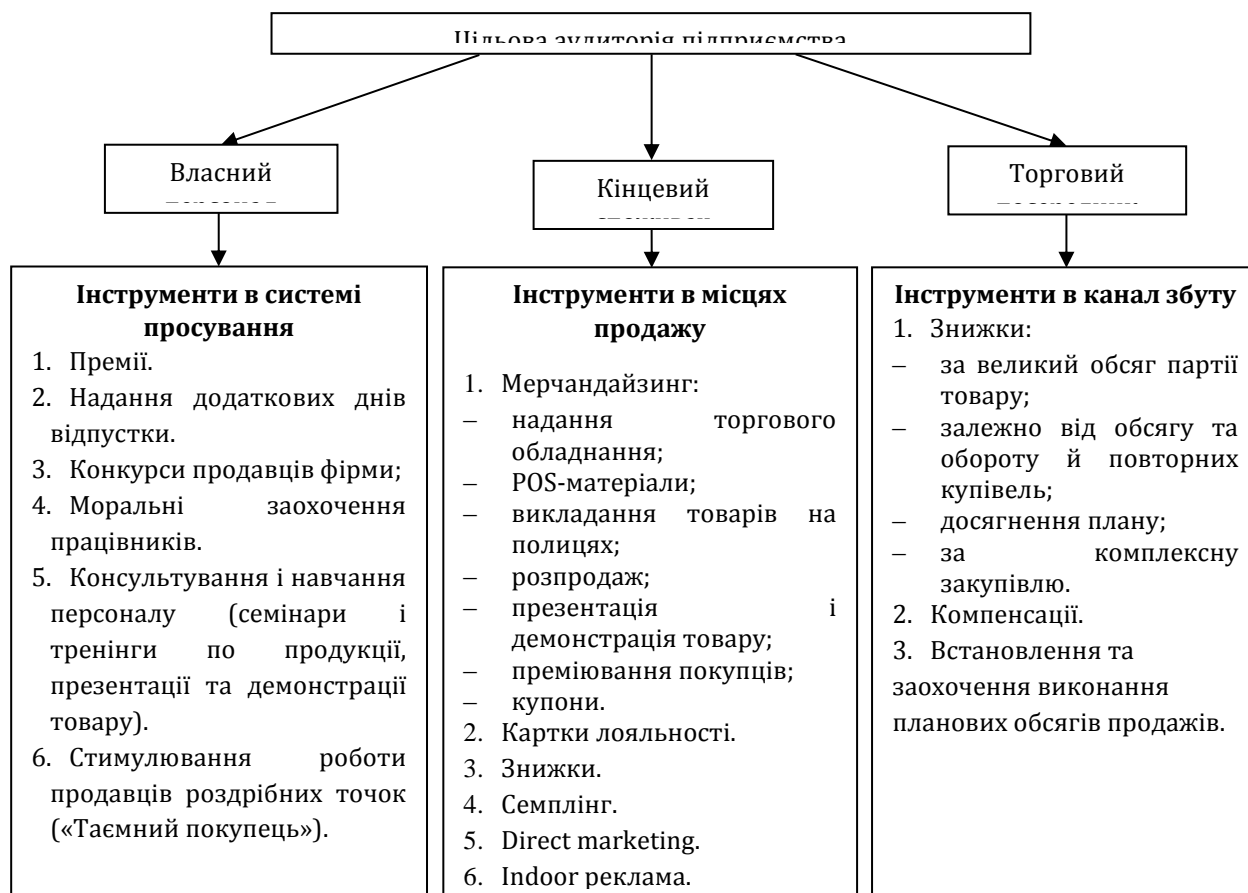 Цільова аудиторія підприємства
Власний
Кінцевий
Торговий
Інструменти в системі
просування
1. Премії.
2. Надання додаткових днів
відпустки.
3. Конкурси продавців фірми;
4. Моральні заохочення
працівників.
5. Консультування і навчання
персоналу (семінари і
тренінги по продукції,
презентації та демонстрації
товару).
6. Стимулювання роботи
продавців роздрібних точок
(«Таємний покупець»).
Інструменти в місцях
продажу
1. Мерчандайзинг:
– надання торгового
обладнання;
– POS-матеріали;
– викладання товарів на
полицях;
– розпродаж;
– презентація і
демонстрація товару;
– преміювання покупців;
– купони.
2. Картки лояльності.
3. Знижки.
4. Семплінг.
5. Direct marketing.
6. Indoor реклама.
Інструменти в канал збуту
1. Знижки:
– за великий обсяг партії
товару;
– залежно від обсягу та
обороту й повторних
купівель;
– досягнення плану;
– за комплексну
закупівлю.
2. Компенсації.
3. Встановлення та
заохочення виконання
планових обсягів продажів.